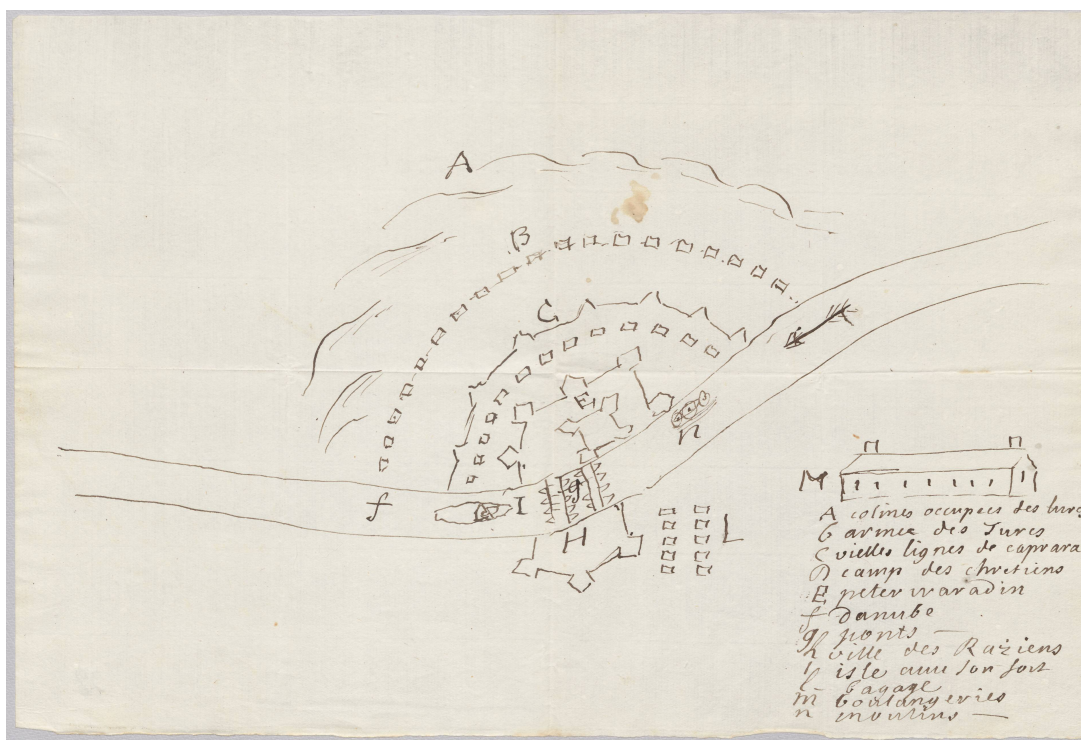 A
B
C
E
f
I
g
n
H
L
M
A colines occupees des turcs
b armee des Turcs
C vielles lignes de caprara
D camp des chretiens
E peter waradin
f danube
g ponts
h ville des Raziens
i isle avec son fort
l bagage
m boulangeries
n moulins